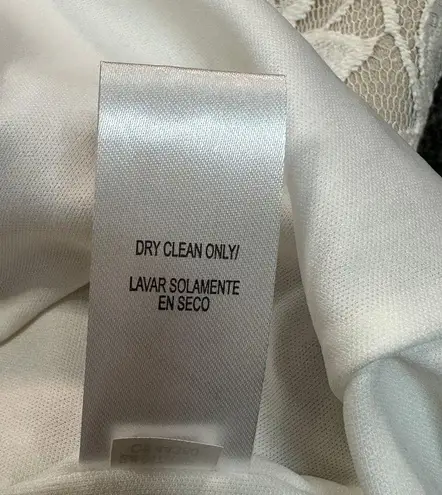 DRY CLEAN ONLY/
LAVAR SOLAMENTE
EN SECO